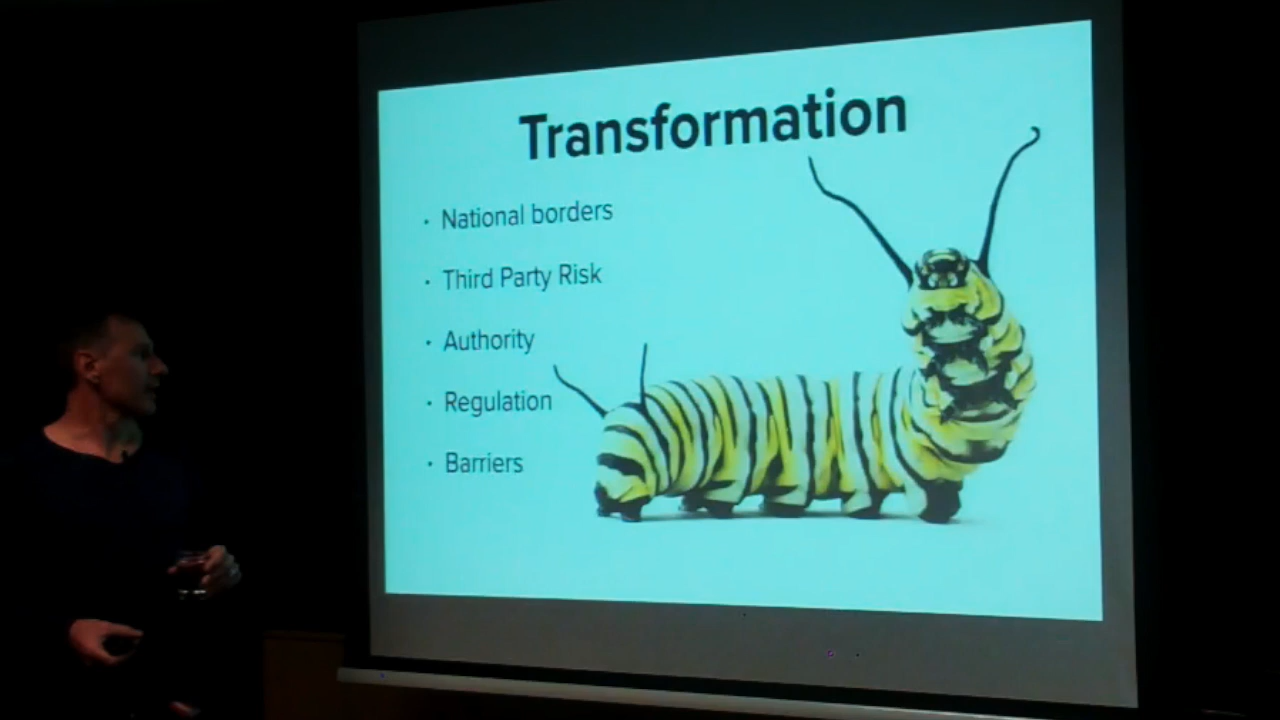 Transformation
· National borders
· Third Party Risk
· Authority
· Regulation
· Barriers